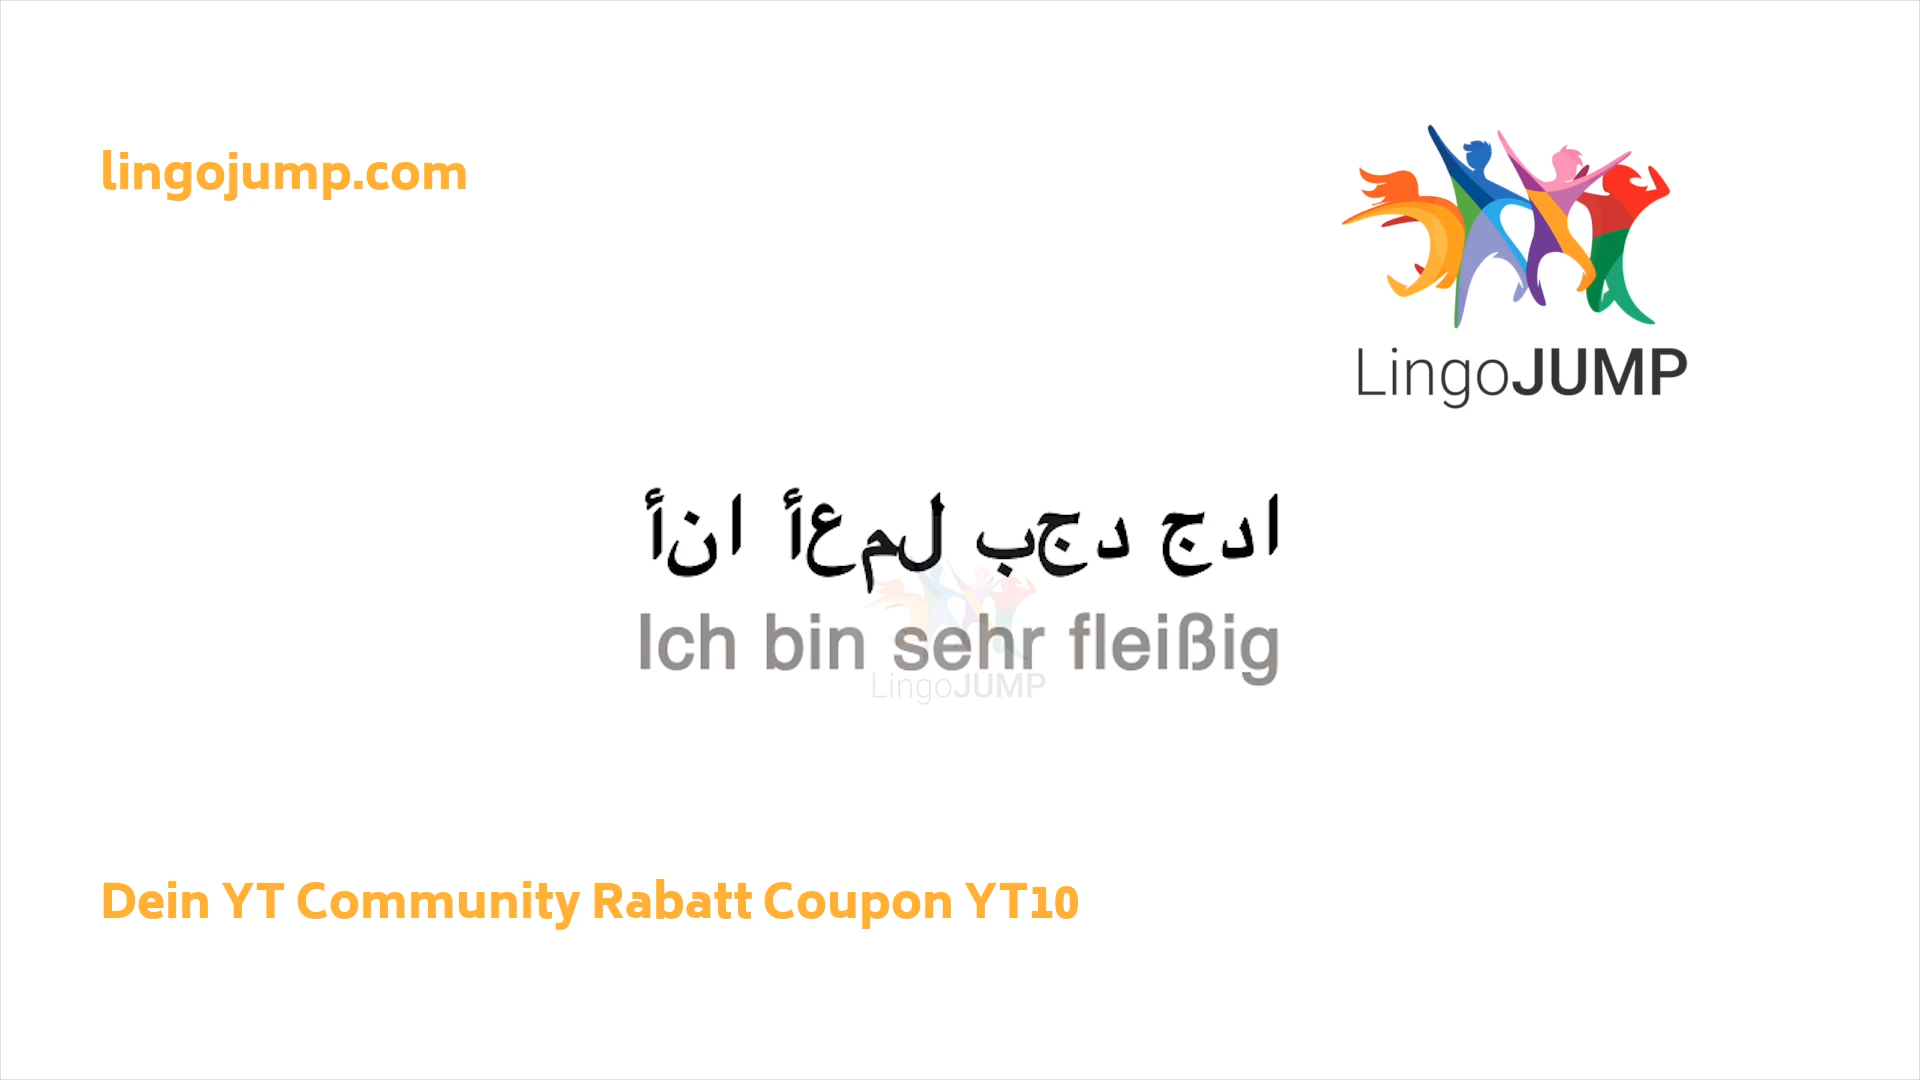 lingojump.com
LingoJUMP
أنا أعمل بجد جدا
Ich bin sehr fleißig
LingoJUMP
Dein YT Community Rabatt Coupon YT10